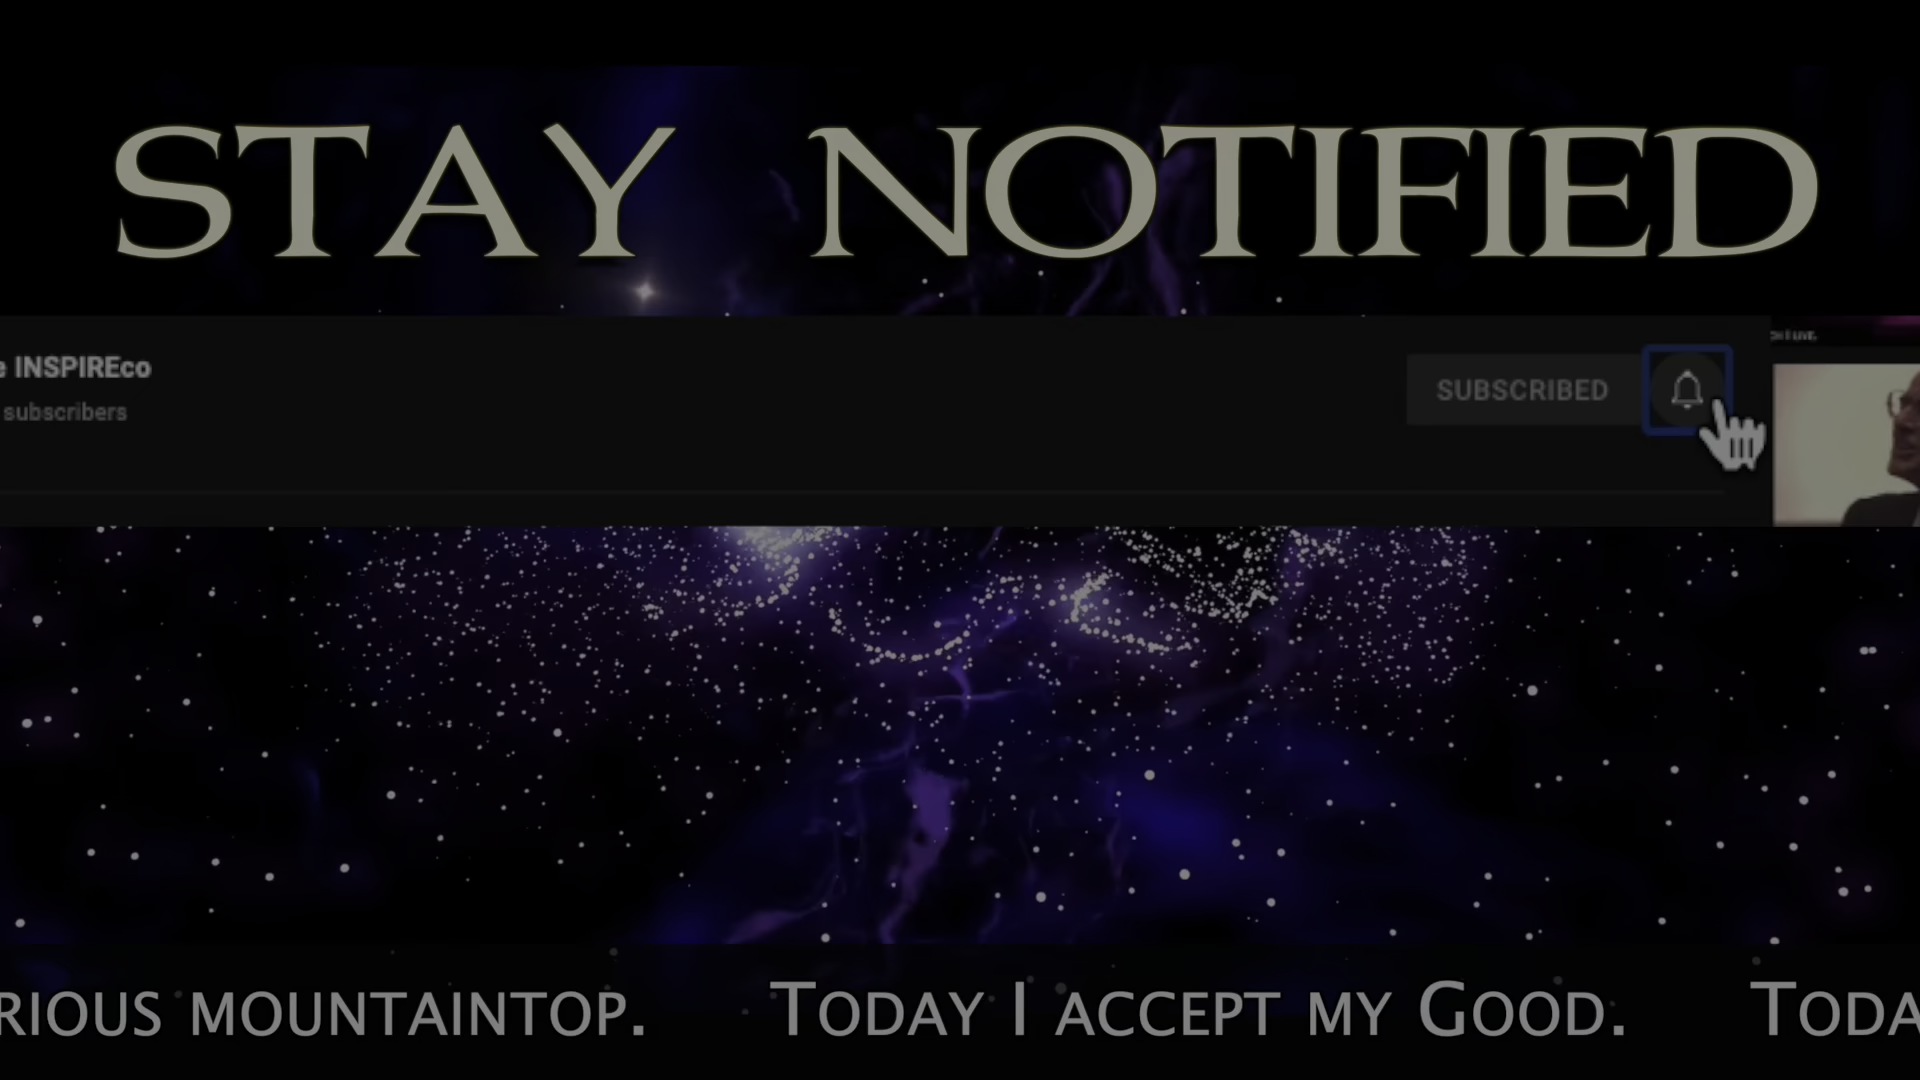 STAY NOTIFIED
e INSPIREco
subscribers
SUBSCRIBED
RIOUS MOUNTAINTOP. TODAY I ACCEPT MY GOOD. TODA